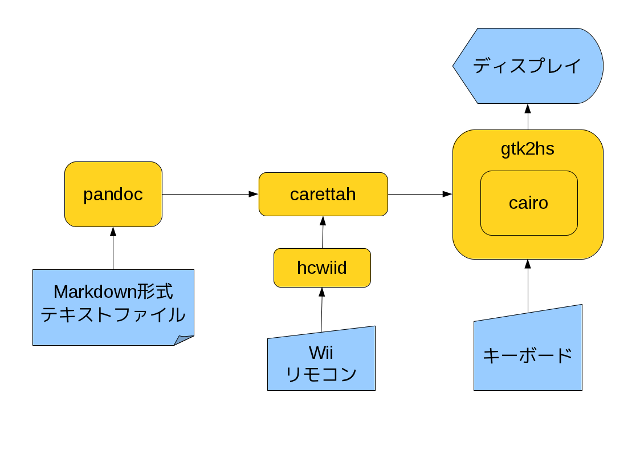 ディスプレイ
gtk2hs
pandoc
carettah
cairo
hcwiid
Markdown形式
テキストファイル
Wii
リモコン
キーボード